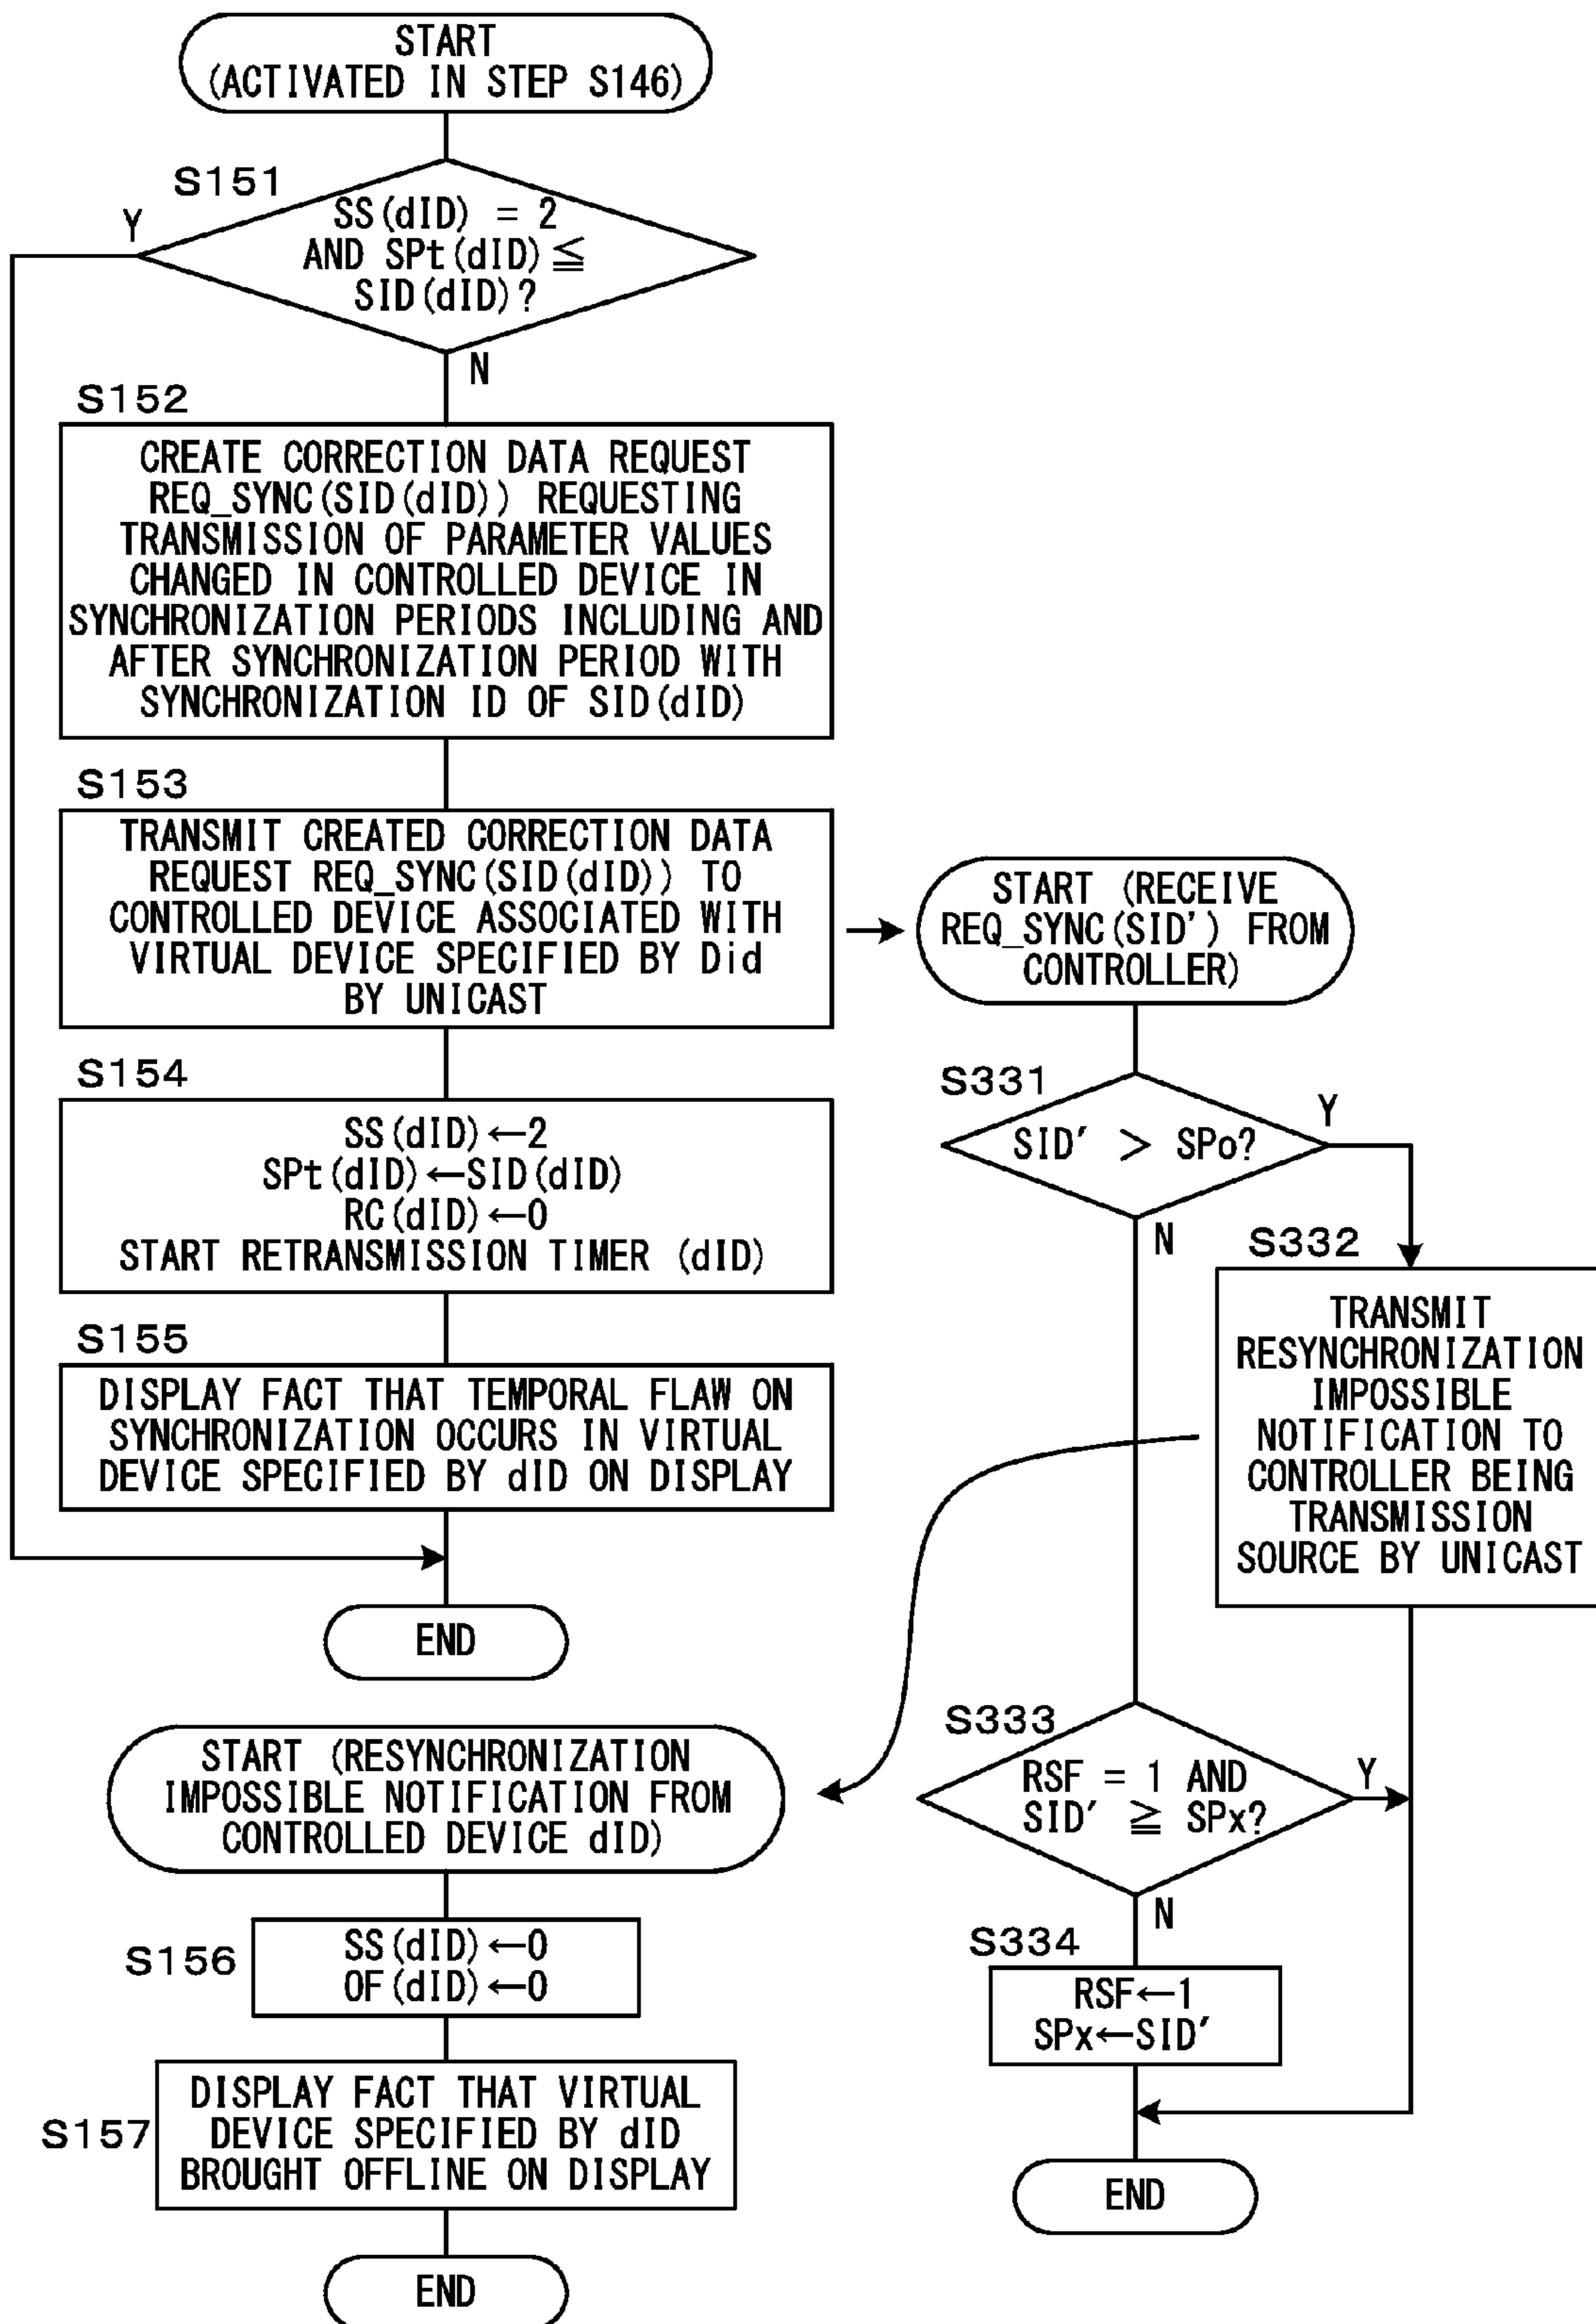 START
(ACTIVATED IN STEP S146)
S151
Y
SS(dID) = 2
AND SPt(dID)≦
SID(dID)?
N
S152
CREATE CORRECTION DATA REQUEST
REQ_SYNC(SID(dID)) REQUESTING
TRANSMISSION OF PARAMETER VALUES
CHANGED IN CONTROLLED DEVICE IN
SYNCHRONIZATION PERIODS INCLUDING AND
AFTER SYNCHRONIZATION PERIOD WITH
SYNCHRONIZATION ID OF SID(dID)
S153
TRANSMIT CREATED CORRECTION DATA
REQUEST REQ_SYNC(SID(dID)) TO
CONTROLLED DEVICE ASSOCIATED WITH
VIRTUAL DEVICE SPECIFIED BY Did
BY UNICAST
S154
SS(dID)←2
SPt(dID)←SID(dID)
RC(dID)←0
START RETRANSMISSION TIMER (dID)
S155
DISPLAY FACT THAT TEMPORAL FLAW ON
SYNCHRONIZATION OCCURS IN VIRTUAL
DEVICE SPECIFIED BY dID ON DISPLAY
END
START (RECEIVE
REQ_SYNC(SID') FROM
CONTROLLER)
S331
SID' > SPo?
Y
N
S332
TRANSMIT
RESYNCHRONIZATION
IMPOSSIBLE
NOTIFICATION TO
CONTROLLER BEING
TRANSMISSION
SOURCE BY UNICAST
S333
RSF = 1 AND
SID' ≧ SPx?
Y
N
S334
RSF←1
SPx←SID'
END
START (RESYNCHRONIZATION
IMPOSSIBLE NOTIFICATION FROM
CONTROLLED DEVICE dID)
S156
SS(dID)←0
OF(dID)←0
S157
DISPLAY FACT THAT VIRTUAL
DEVICE SPECIFIED BY dID
BROUGHT OFFLINE ON DISPLAY
END